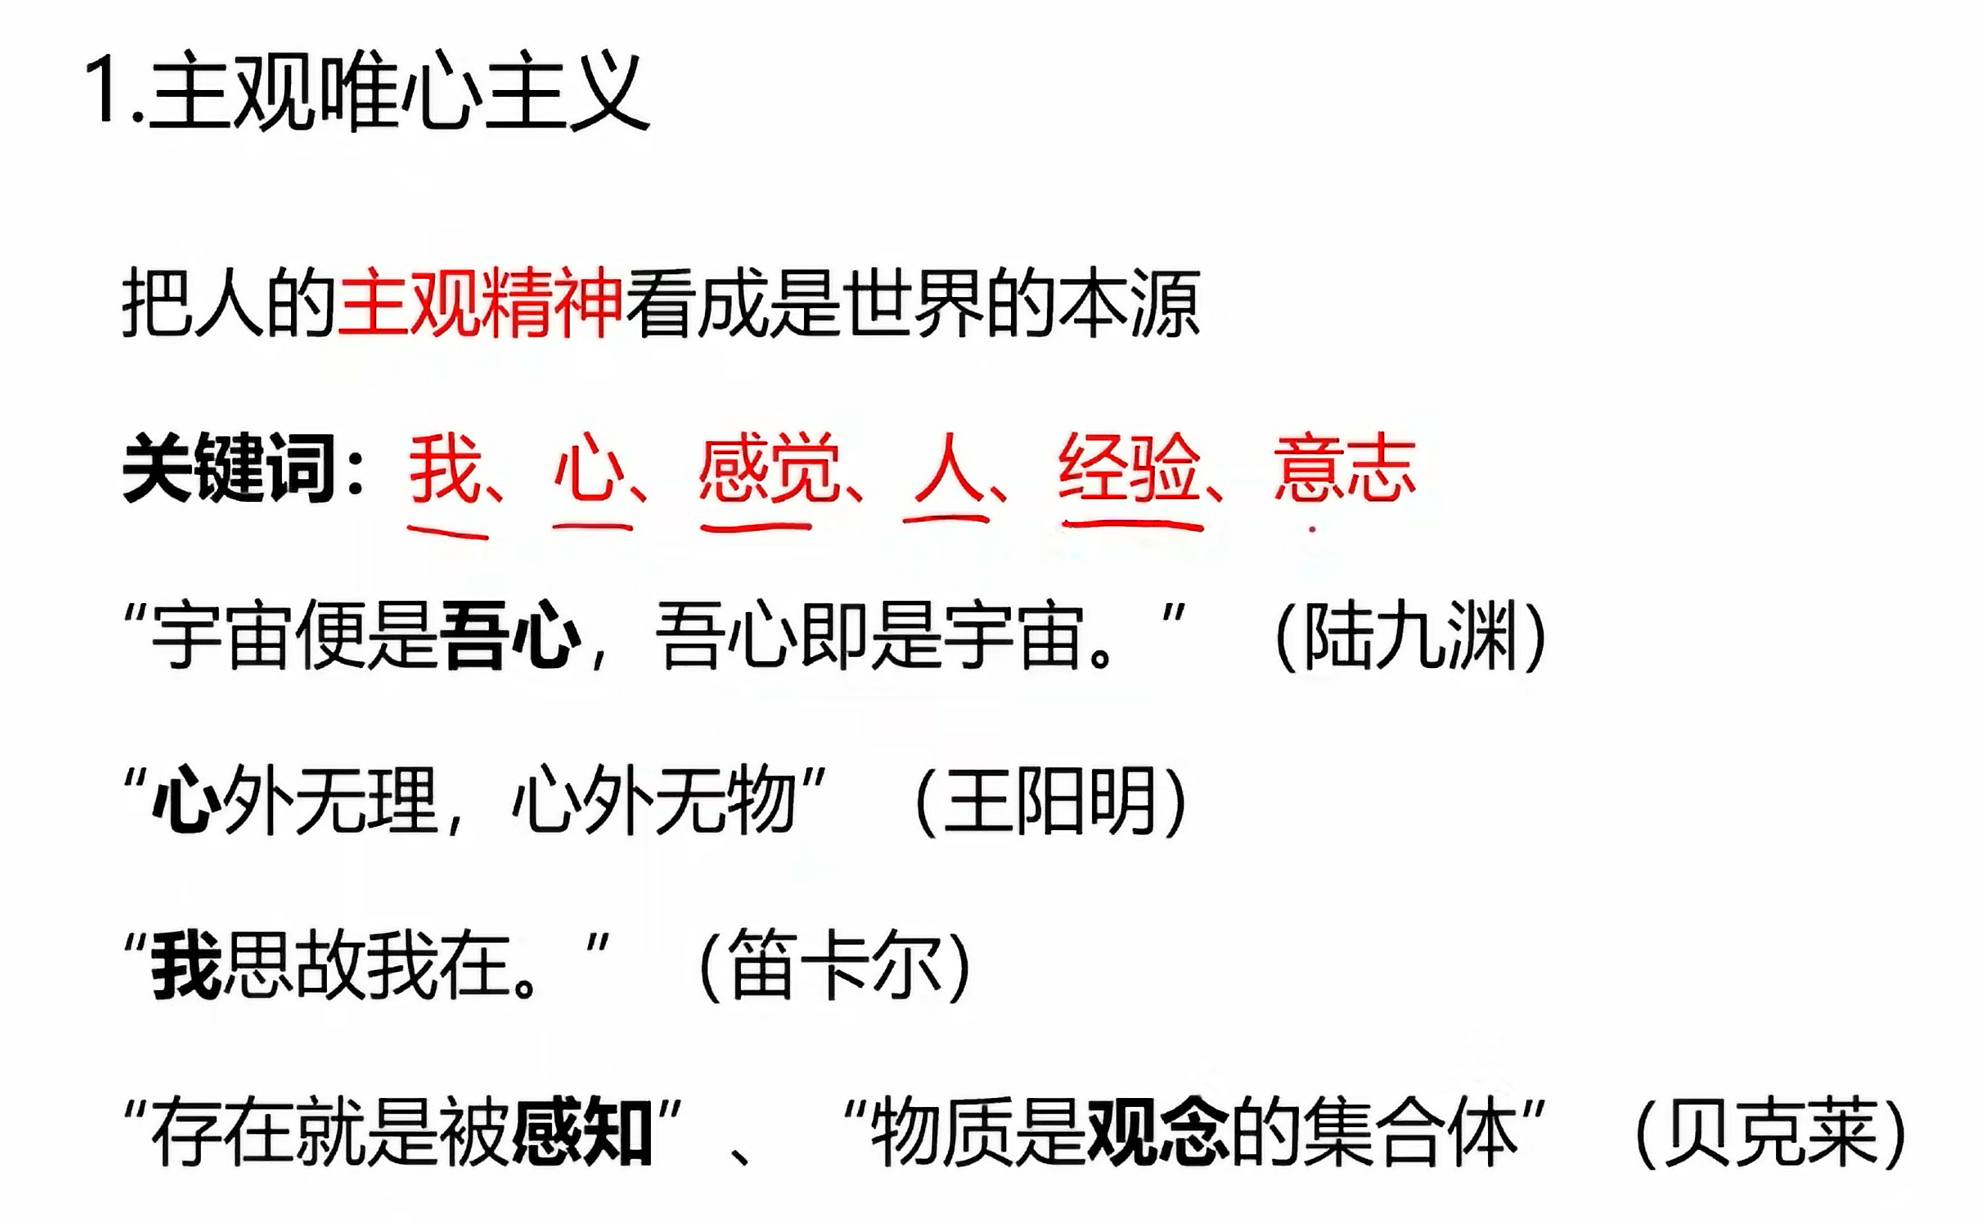 1.主观唯心主义
把人的主观精神看成是世界的本源
关键词：我、心、感觉、人、经验、意志
“宇宙便是吾心，吾心即是宇宙。”（陆九渊）
“心外无理，心外无物”（王阳明）
“我思故我在。”（笛卡尔）
“存在就是被感知”、“物质是观念的集合体”（贝克莱）